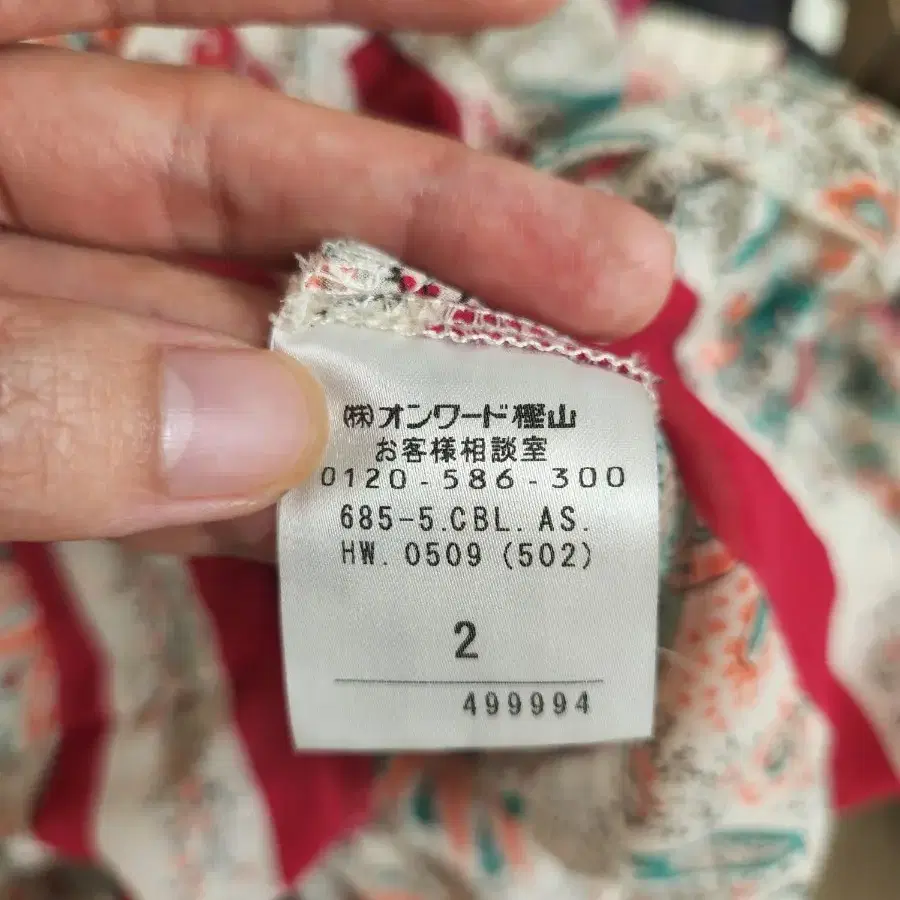 ㈱オンワード樫山
お客様相談室
0120-586-300
685-5.CBL.AS.
HW.0509(502)
2
499994